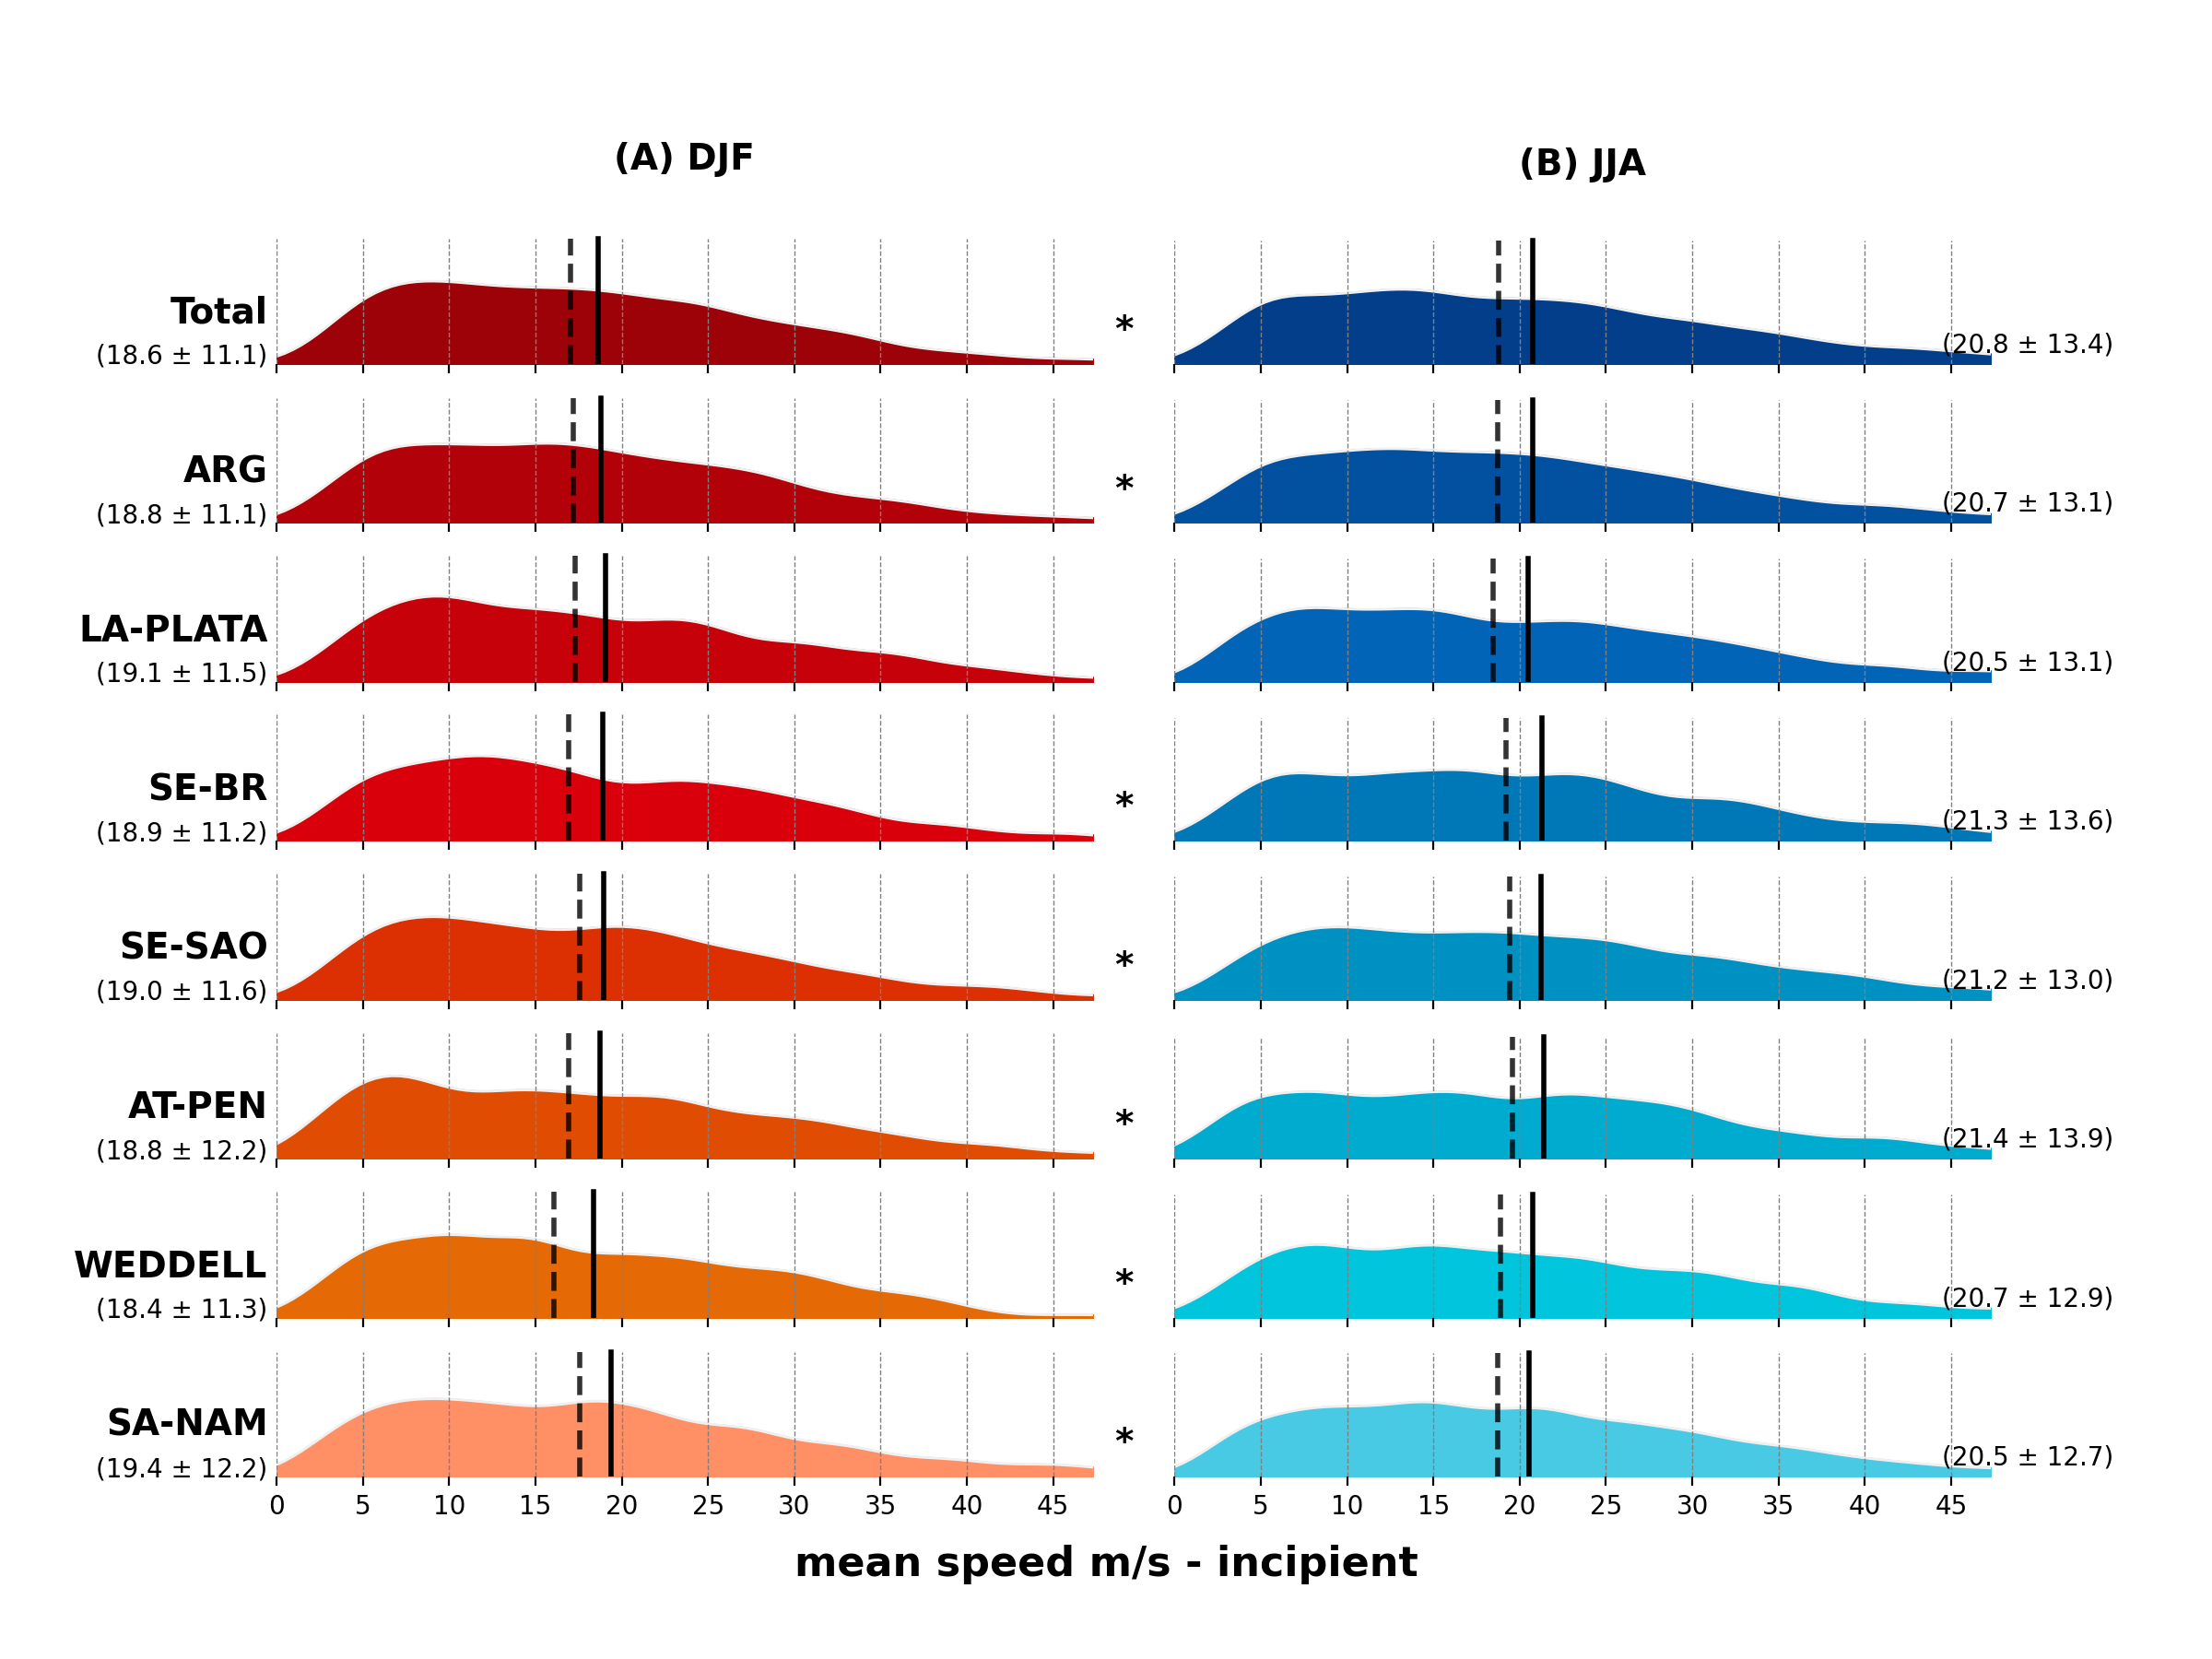 (A) DJF
(B) JJA
Total
(18.6 ± 11.1)
*
(20.8 ± 13.4)
ARG
(18.8 ± 11.1)
*
(20.7 ± 13.1)
LA-PLATA
(19.1 ± 11.5)
(20.5 ± 13.1)
SE-BR
(18.9 ± 11.2)
*
(21.3 ± 13.6)
SE-SAO
(19.0 ± 11.6)
*
(21.2 ± 13.0)
AT-PEN
(18.8 ± 12.2)
*
(21.4 ± 13.9)
WEDDELL
(18.4 ± 11.3)
*
(20.7 ± 12.9)
SA-NAM
(19.4 ± 12.2)
*
(20.5 ± 12.7)
0 5 10 15 20 25 30 35 40 45
0 5 10 15 20 25 30 35 40 45
mean speed m/s - incipient